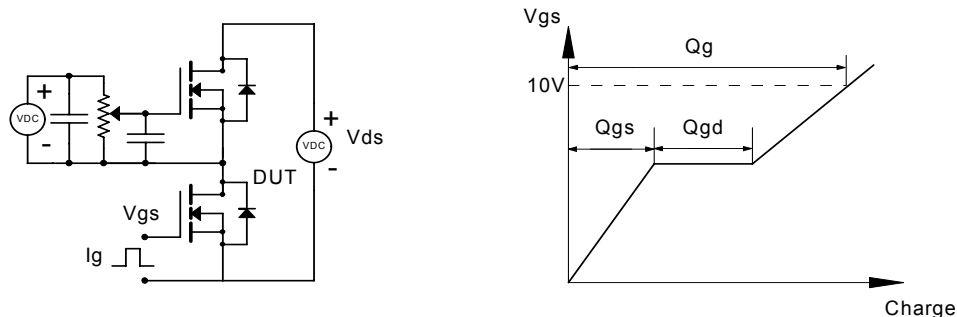 +
VDC
-
+
VDC
-
Vds
DUT
Vgs
Ig
Vgs
Qg
10V
Qgs
Qgd
Charge